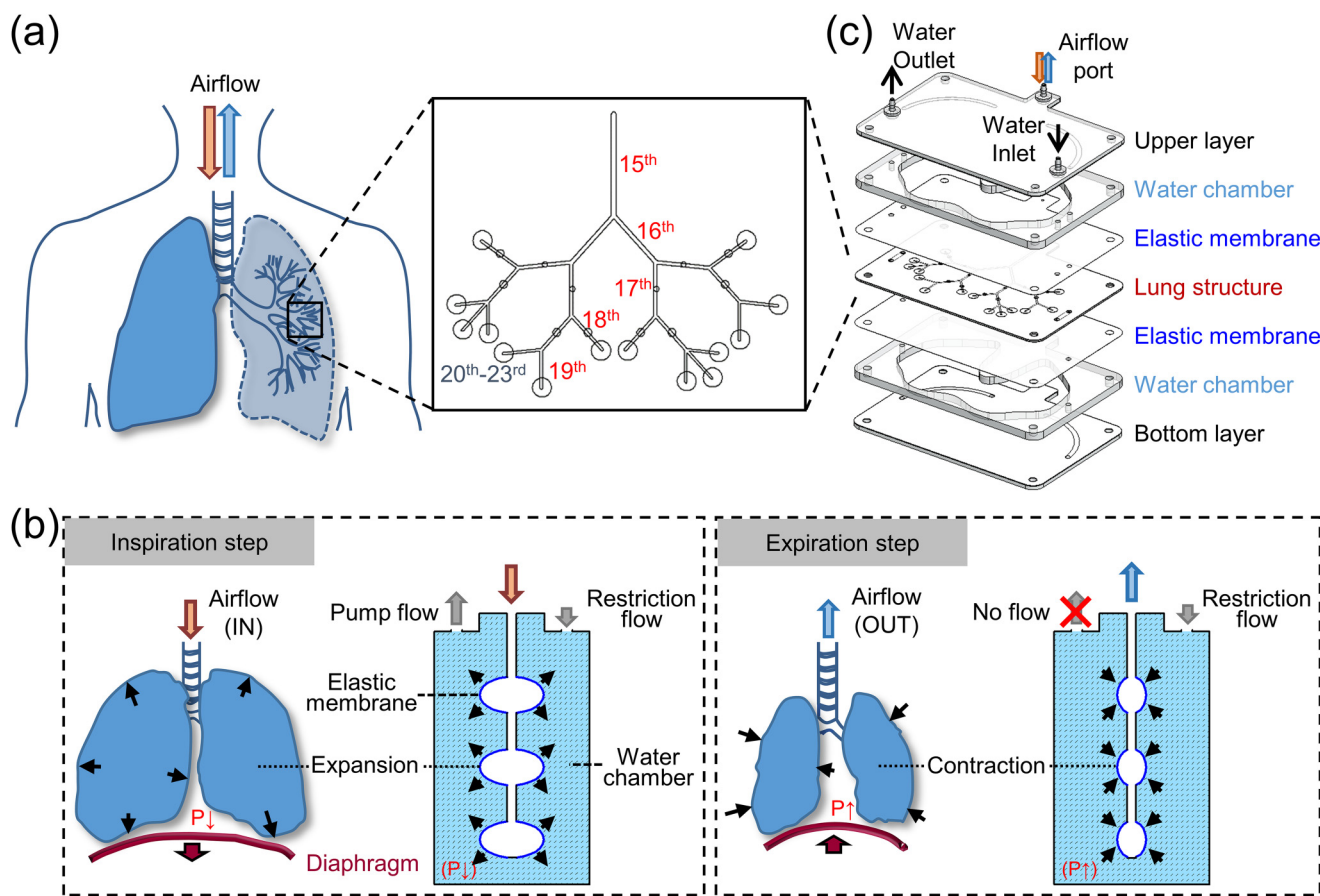 (a)
Airflow
15th
16th
17th
18th
19th
20th-23rd
(c)
Water
Outlet
Airflow
port
Water
Inlet
Upper layer
Water chamber
Elastic membrane
Lung structure
Elastic membrane
Water chamber
Bottom layer
(b)
Inspiration step
Airflow
(IN)
Pump flow
Restriction
flow
Elastic
membrane
Expansion
Water
chamber
P↓
Diaphragm
(P↓)
Expiration step
Airflow
(OUT)
No flow
Restriction
flow
Contraction
P↑
(P↑)